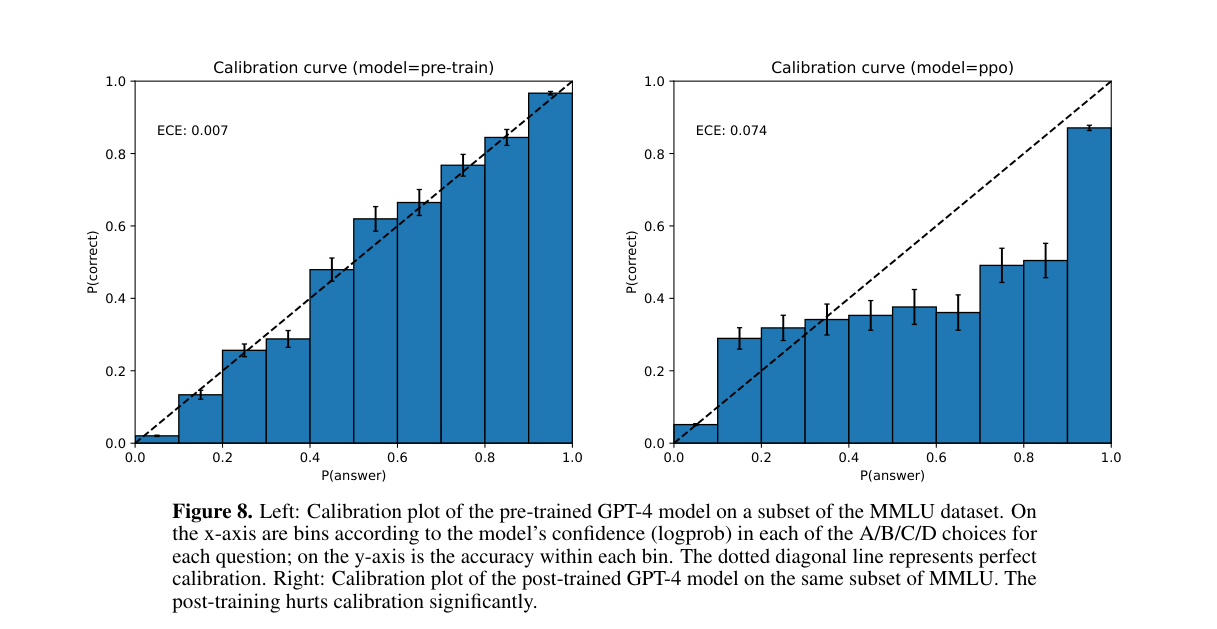 Calibration curve (model=pre-train)
1.0
0.8
0.6
0.4
0.2
0.0
P(correct)
ECE: 0.007
0.0 0.2 0.4 0.6 0.8 1.0
P(answer)
Calibration curve (model=ppo)
1.0
0.8
0.6
0.4
0.2
0.0
P(correct)
ECE: 0.074
0.0 0.2 0.4 0.6 0.8 1.0
P(answer)
Figure 8. Left: Calibration plot of the pre-trained GPT-4 model on a subset of the MMLU dataset. On
the x-axis are bins according to the model's confidence (logprob) in each of the A/B/C/D choices for
each question; on the y-axis is the accuracy within each bin. The dotted diagonal line represents perfect
calibration. Right: Calibration plot of the post-trained GPT-4 model on the same subset of MMLU. The
post-training hurts calibration significantly.